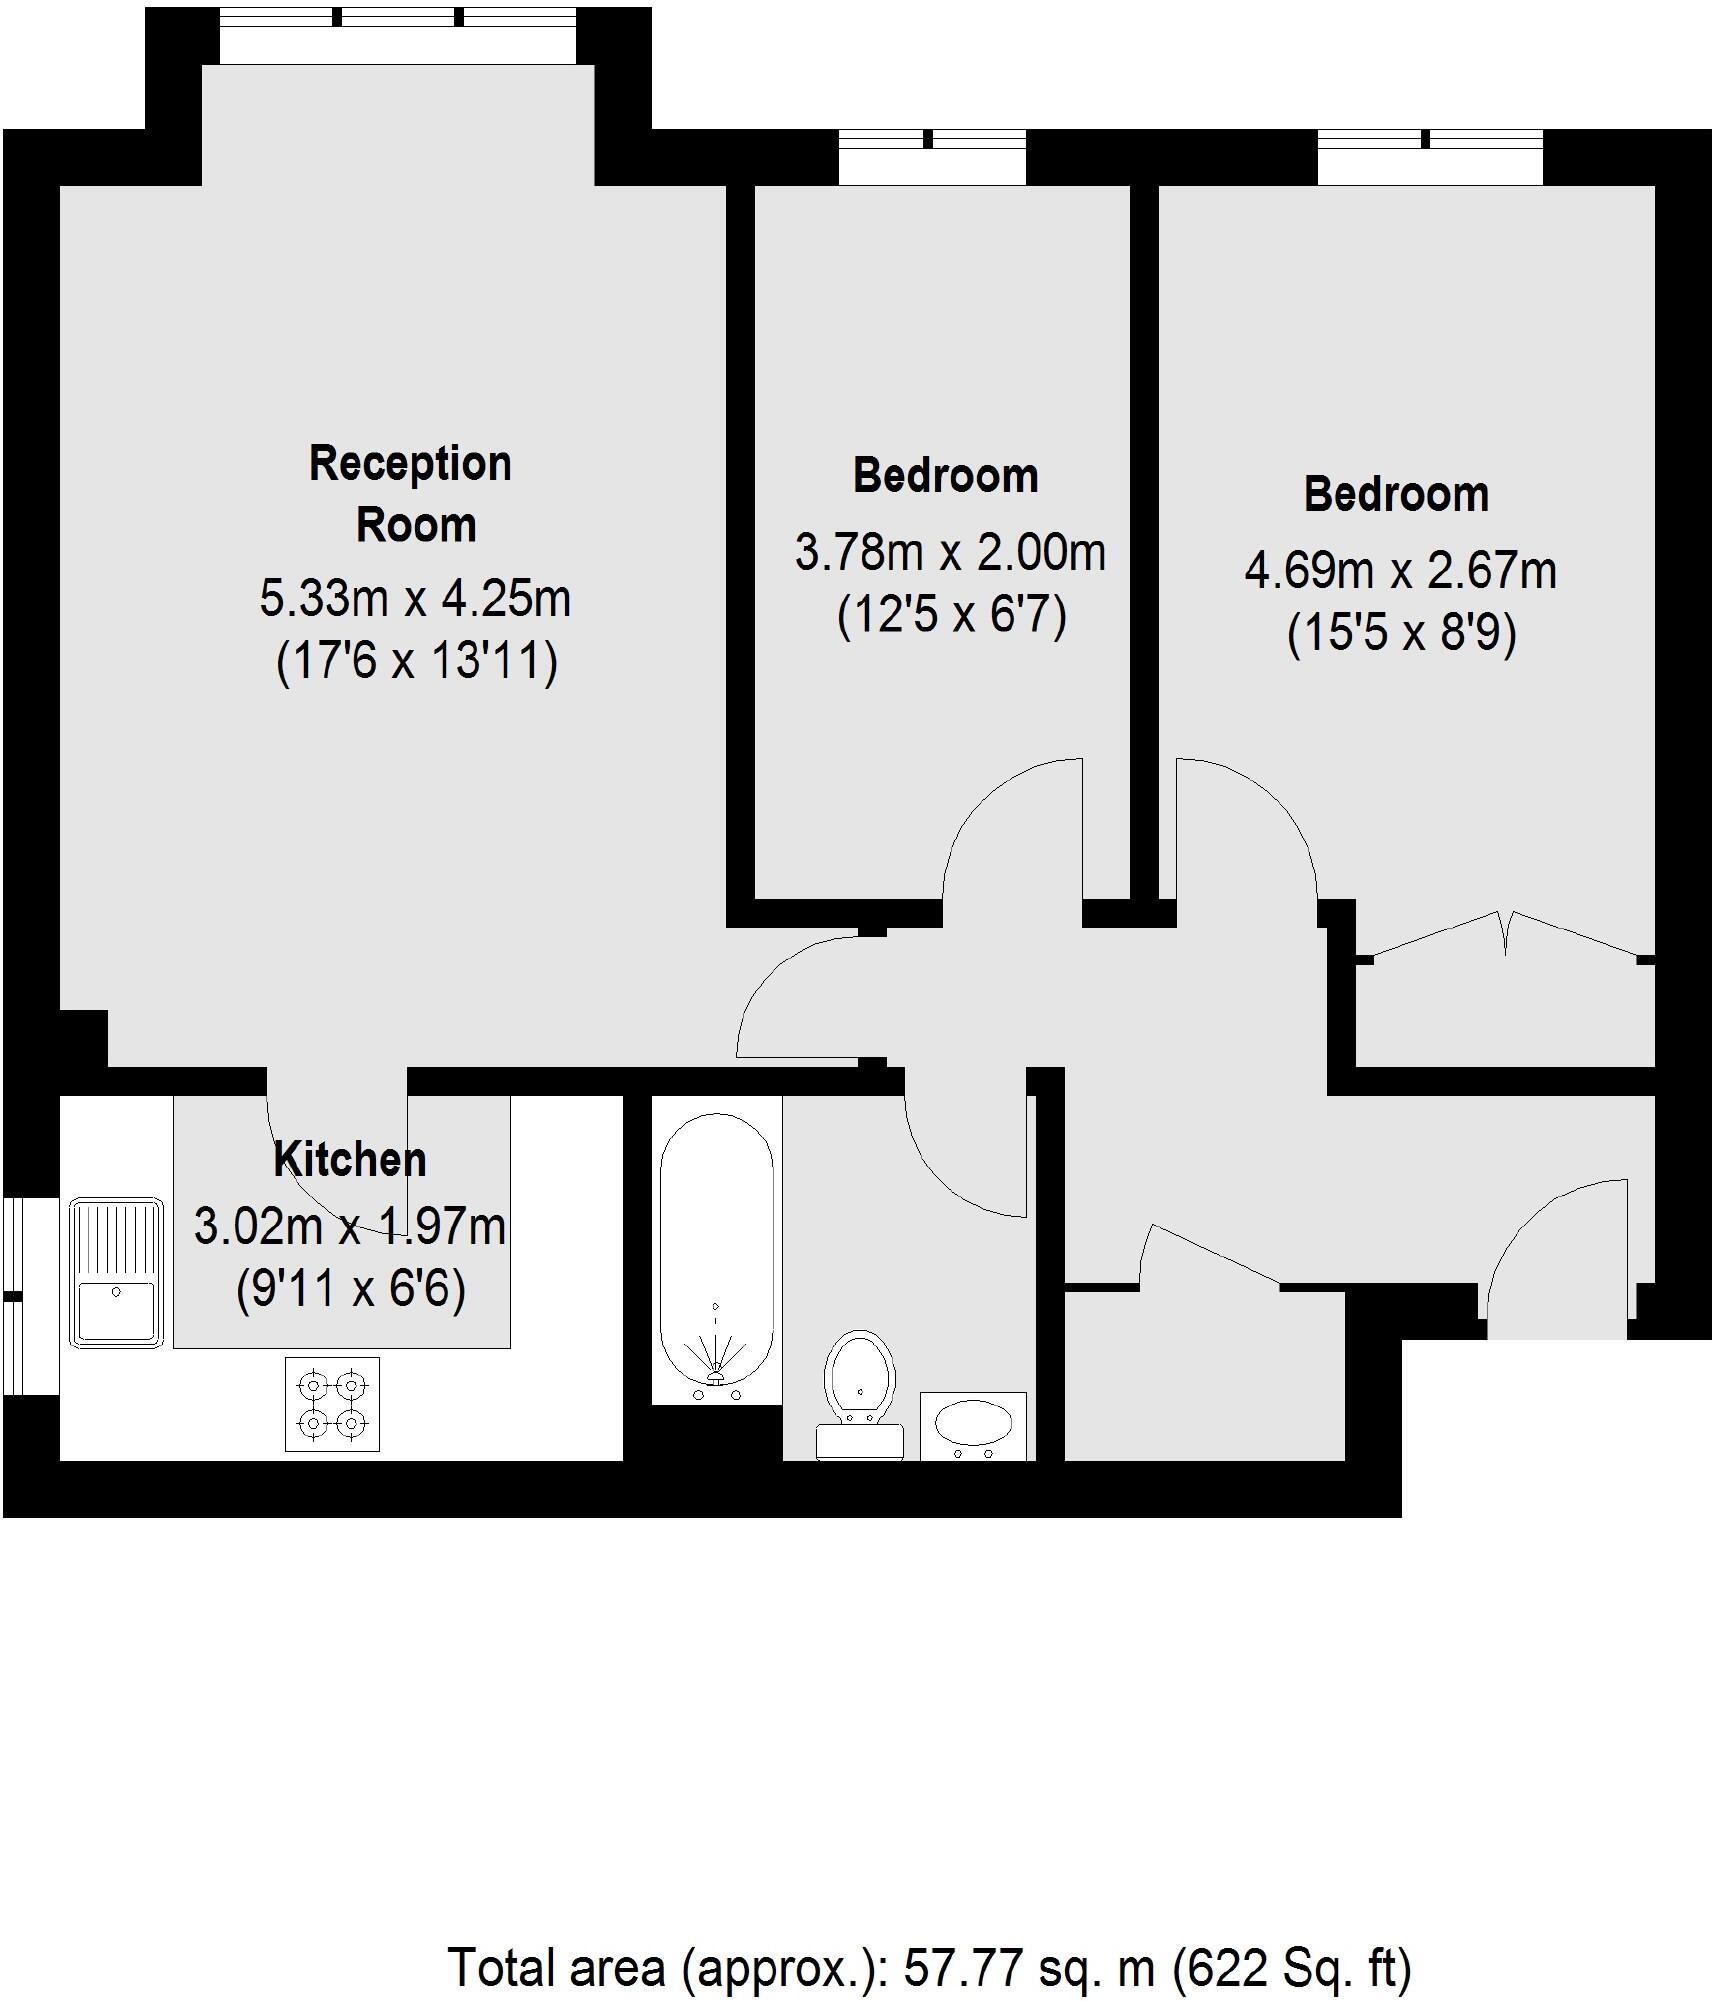 Reception
Room
5.33m x 4.25m
(17'6 x 13'11)
Bedroom
3.78m x 2.00m
(12'5 x 6'7)
Bedroom
4.69m x 2.67m
(15'5 x 8'9)
Kitchen
3.02m x 1.97m
(9'11 x 6'6)
Total area (approx.): 57.77 sq. m (622 Sq. ft)